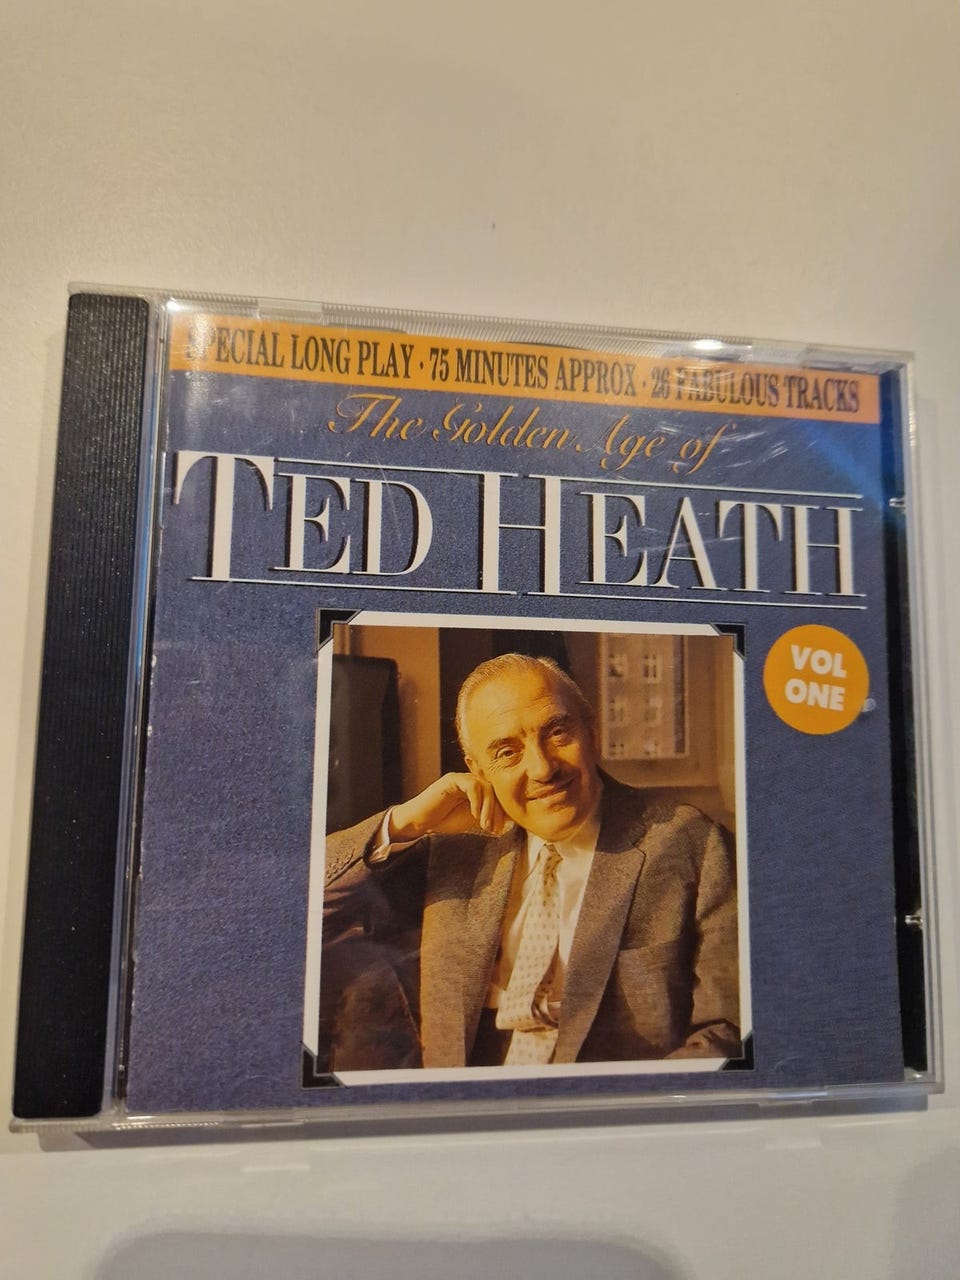 SPECIAL LONG PLAY · 75 MINUTES APPROX · 26 FABULOUS TRACKS
The Golden Age of
TED HEATH
VOL
ONE